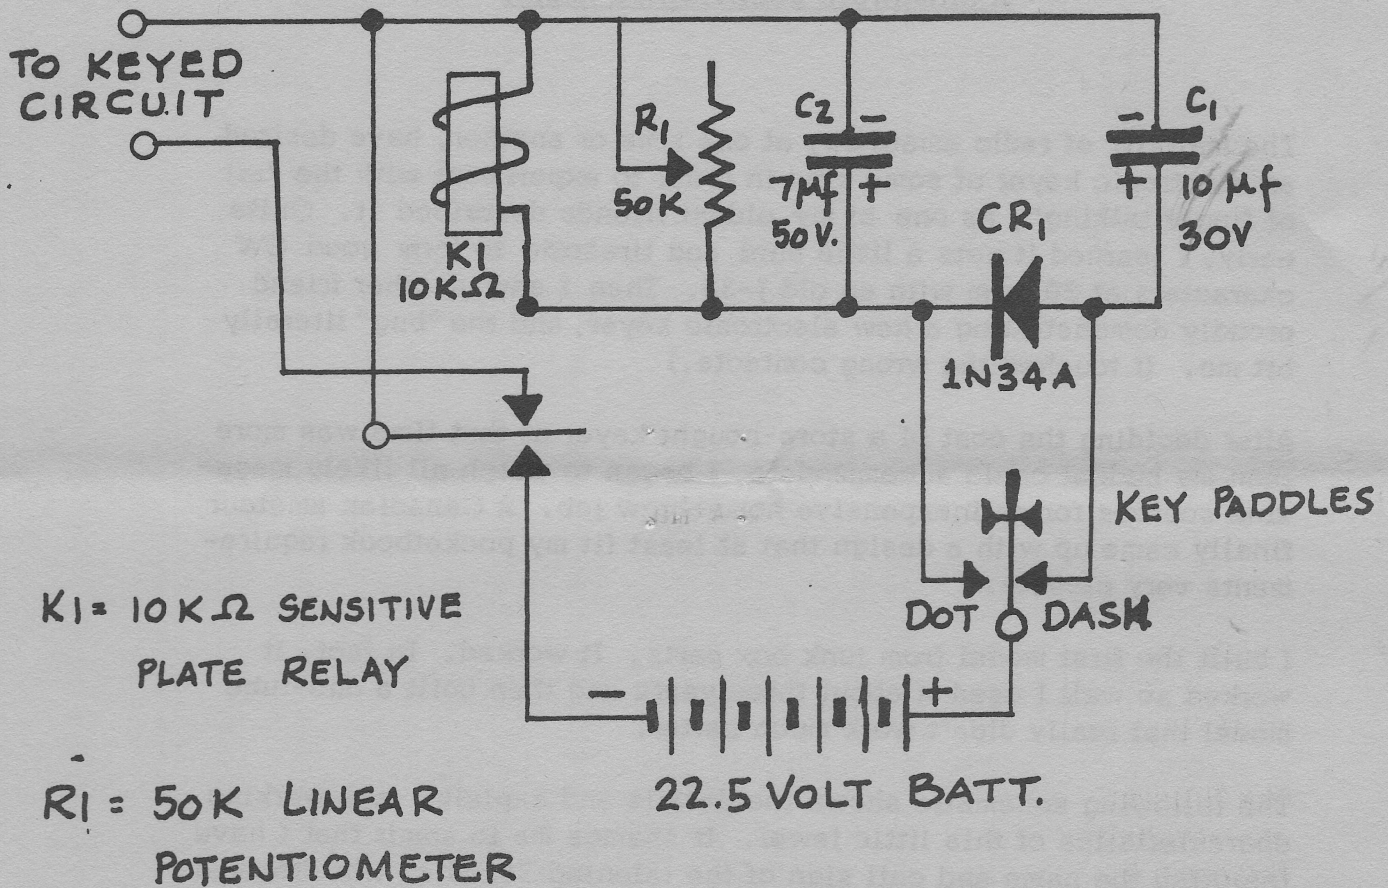 TO KEYED
CIRCUIT
K1
10KΩ
R1
50K
C2
-
7µf +
50V.
C1
-
+ 10µf
30V
CR1
1N34A
KEY PADDLES
DOT
DASH
K1 = 10KΩ SENSITIVE
PLATE RELAY
- +
22.5 VOLT BATT.
R1 = 50K LINEAR
POTENTIOMETER